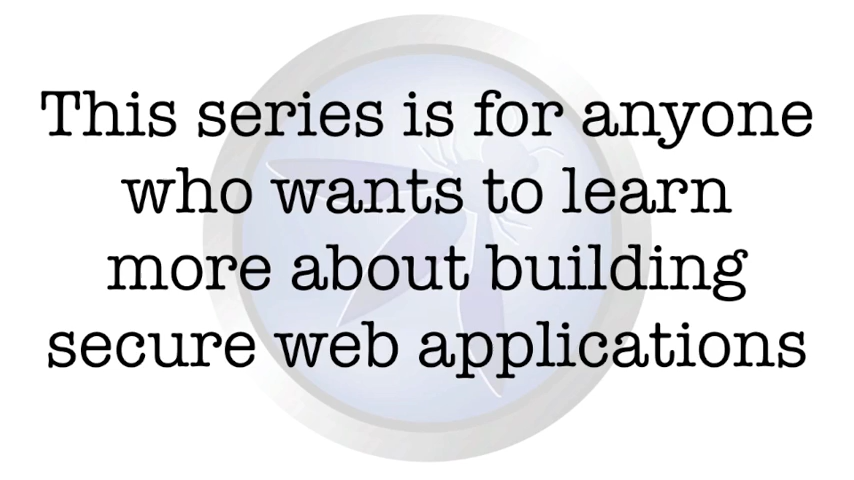 This series is for anyone
who wants to learn
more about building
secure web applications